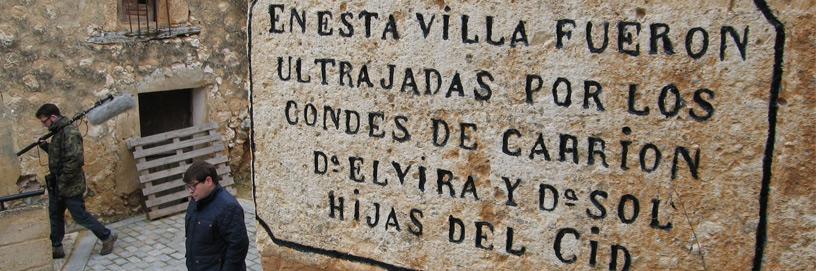 EN ESTA VILLA FUERON
ULTRAJADAS POR LOS
CONDES DE CARRION
Dª ELVIRA Y Dª SOL
HIJAS DEL CID